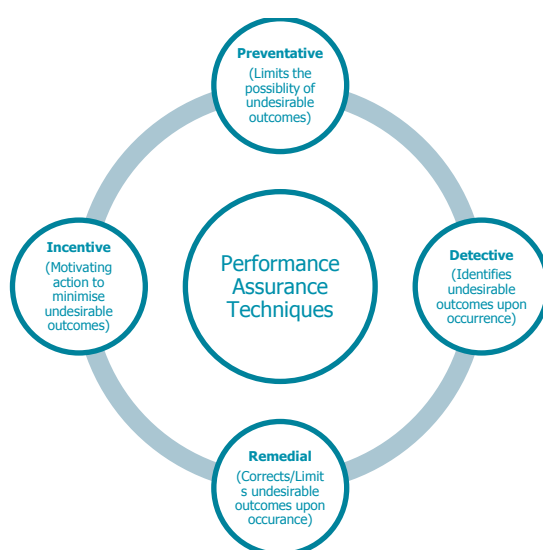 Preventative
(Limits the
possiblity of
undesirable
outcomes)
Incentive
(Motivating
action to
minimise
undesirable
outcomes)
Performance
Assurance
Techniques
Detective
(Identifies
undesirable
outcomes upon
occurrence)
Remedial
(Corrects/Limit
s undesirable
outcomes upon
occurance)